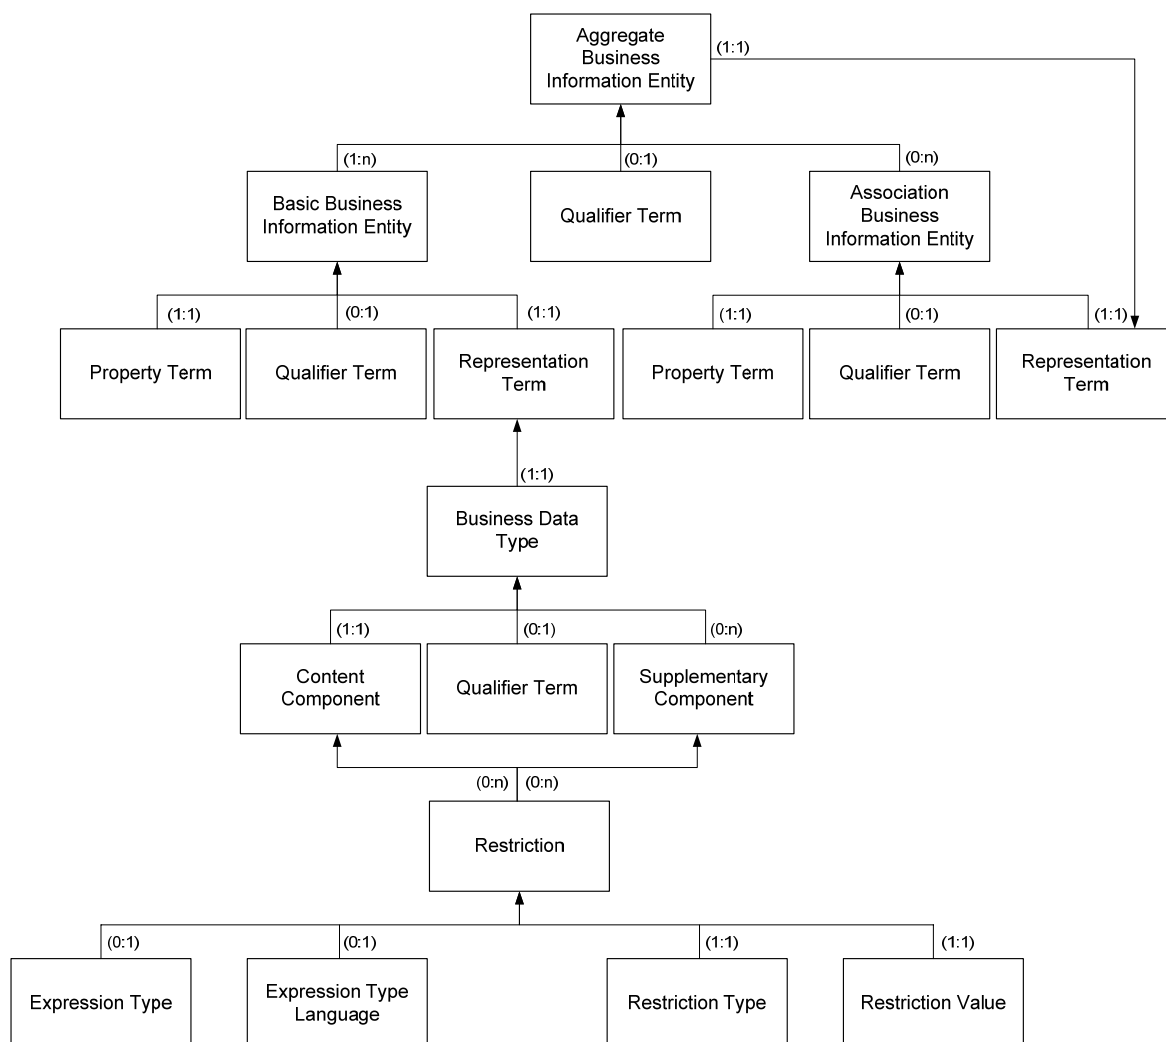 Aggregate
Business
Information Entity
(1:1)
(1:n)
(0:1)
(0:n)
Basic Business
Information Entity
Qualifier Term
Association
Business
Information Entity
(1:1)
(0:1)
(1:1)
(1:1)
(0:1)
(1:1)
Property Term
Qualifier Term
Representation
Term
Property Term
Qualifier Term
Representation
Term
(1:1)
Business Data
Type
(1:1)
(0:1)
(0:n)
Content
Component
Qualifier Term
Supplementary
Component
(0:n)
(0:n)
Restriction
(0:1)
(0:1)
(1:1)
(1:1)
Expression Type
Expression Type
Language
Restriction Type
Restriction Value